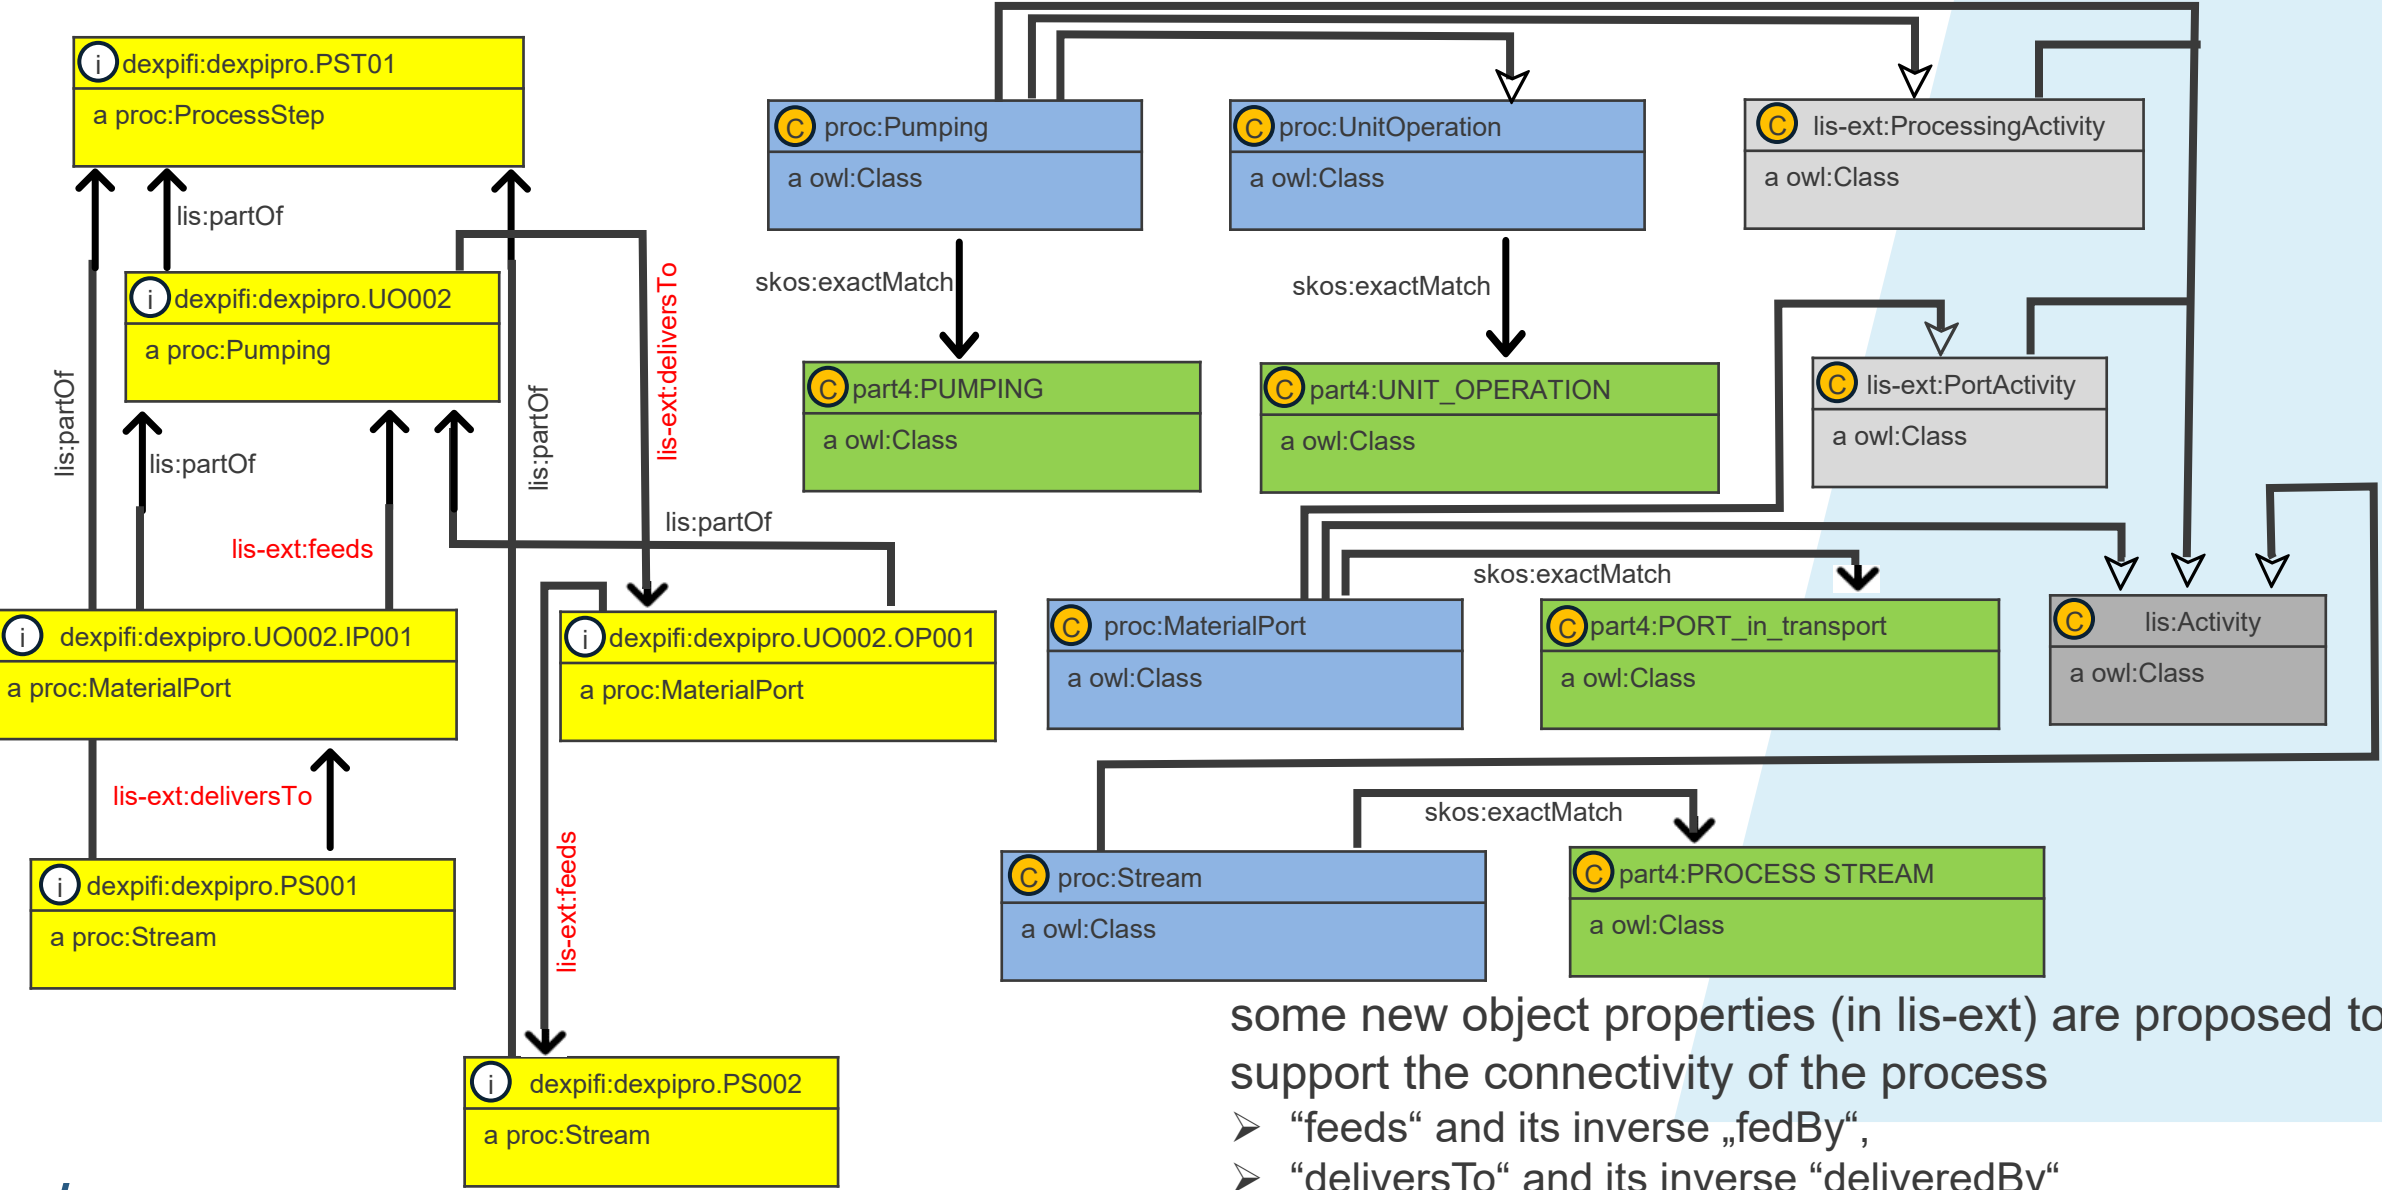 i dexpifi:dexpipro.PST01
a proc:ProcessStep
lis:partOf
i dexpifi:dexpipro.UO002
a proc:Pumping
lis:partOf
lis:partOf
lis-ext:feeds
lis:partOf
lis-ext:deliversTo
lis:partOf
i dexpifi:dexpipro.UO002.IP001
a proc:MaterialPort
i dexpifi:dexpipro.UO002.OP001
a proc:MaterialPort
lis-ext:deliversTo
lis-ext:feeds
i dexpifi:dexpipro.PS001
a proc:Stream
i dexpifi:dexpipro.PS002
a proc:Stream
C proc:Pumping
a owl:Class
C proc:UnitOperation
a owl:Class
C lis-ext:ProcessingActivity
a owl:Class
skos:exactMatch
skos:exactMatch
C part4:PUMPING
a owl:Class
C part4:UNIT_OPERATION
a owl:Class
C lis-ext:PortActivity
a owl:Class
skos:exactMatch
C proc:MaterialPort
a owl:Class
C part4:PORT_in_transport
a owl:Class
C lis:Activity
a owl:Class
skos:exactMatch
C proc:Stream
a owl:Class
C part4:PROCESS STREAM
a owl:Class
some new object properties (in lis-ext) are proposed to
support the connectivity of the process
➢ “feeds“ and its inverse „fedBy“,
➢ “deliversTo“ and its inverse “deliveredBy“